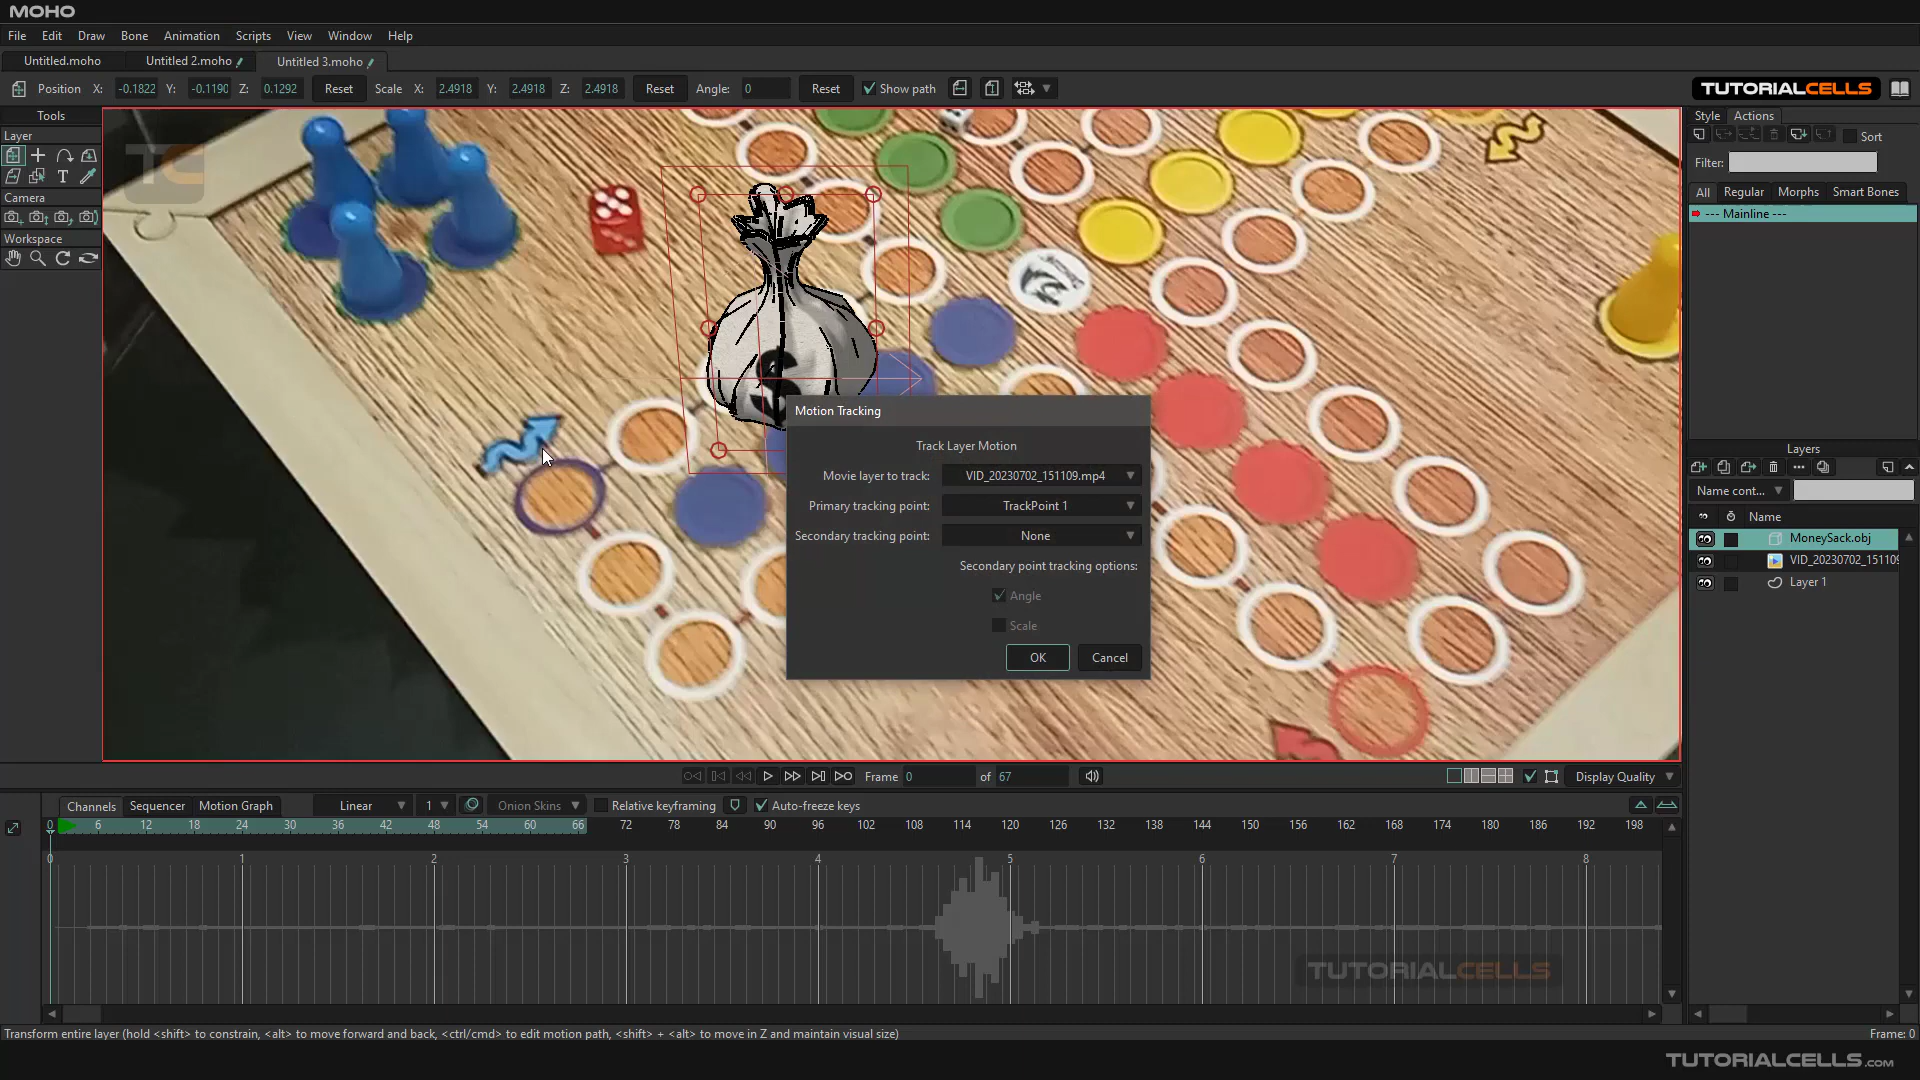 MOHO
File Edit Draw Bone Animation Scripts View Window Help
Untitled.moho Untitled 2.moho Untitled 3.moho
Position X: -0.1822 Y: -0.1190 Z: 0.1292 Reset Scale X: 2.4918 Y: 2.4918 Z: 2.4918 Reset Angle: 0 Reset Show path
TUTORIALCELLS
Tools
Layer
Camera
Workspace
TC
Style Actions
Sort
Filter:
All Regular Morphs Smart Bones
--- Mainline ---
Motion Tracking
Track Layer Motion
Movie layer to track: VID_20230702_151109.mp4
Primary tracking point: TrackPoint 1
Secondary tracking point: None
Secondary point tracking options:
Angle
Scale
OK Cancel
Layers
Name cont...
Name
MoneySack.obj
VID_20230702_151109
Layer 1
Frame 0 of 67 Display Quality
Channels Sequencer Motion Graph Linear 1 Onion Skins Relative keyframing Auto-freeze keys
0 6 12 18 24 30 36 42 48 54 60 66 72 78 84 90 96 102 108 114 120 126 132 138 144 150 156 162 168 174 180 186 192 198
0 1 2 3 4 5 6 7 8
TUTORIALCELLS
Transform entire layer (hold <shift> to constrain, <alt> to move forward and back, <ctrl/cmd> to edit motion path, <shift> + <alt> to move in Z and maintain visual size) Frame: 0
TUTORIALCELLS.com